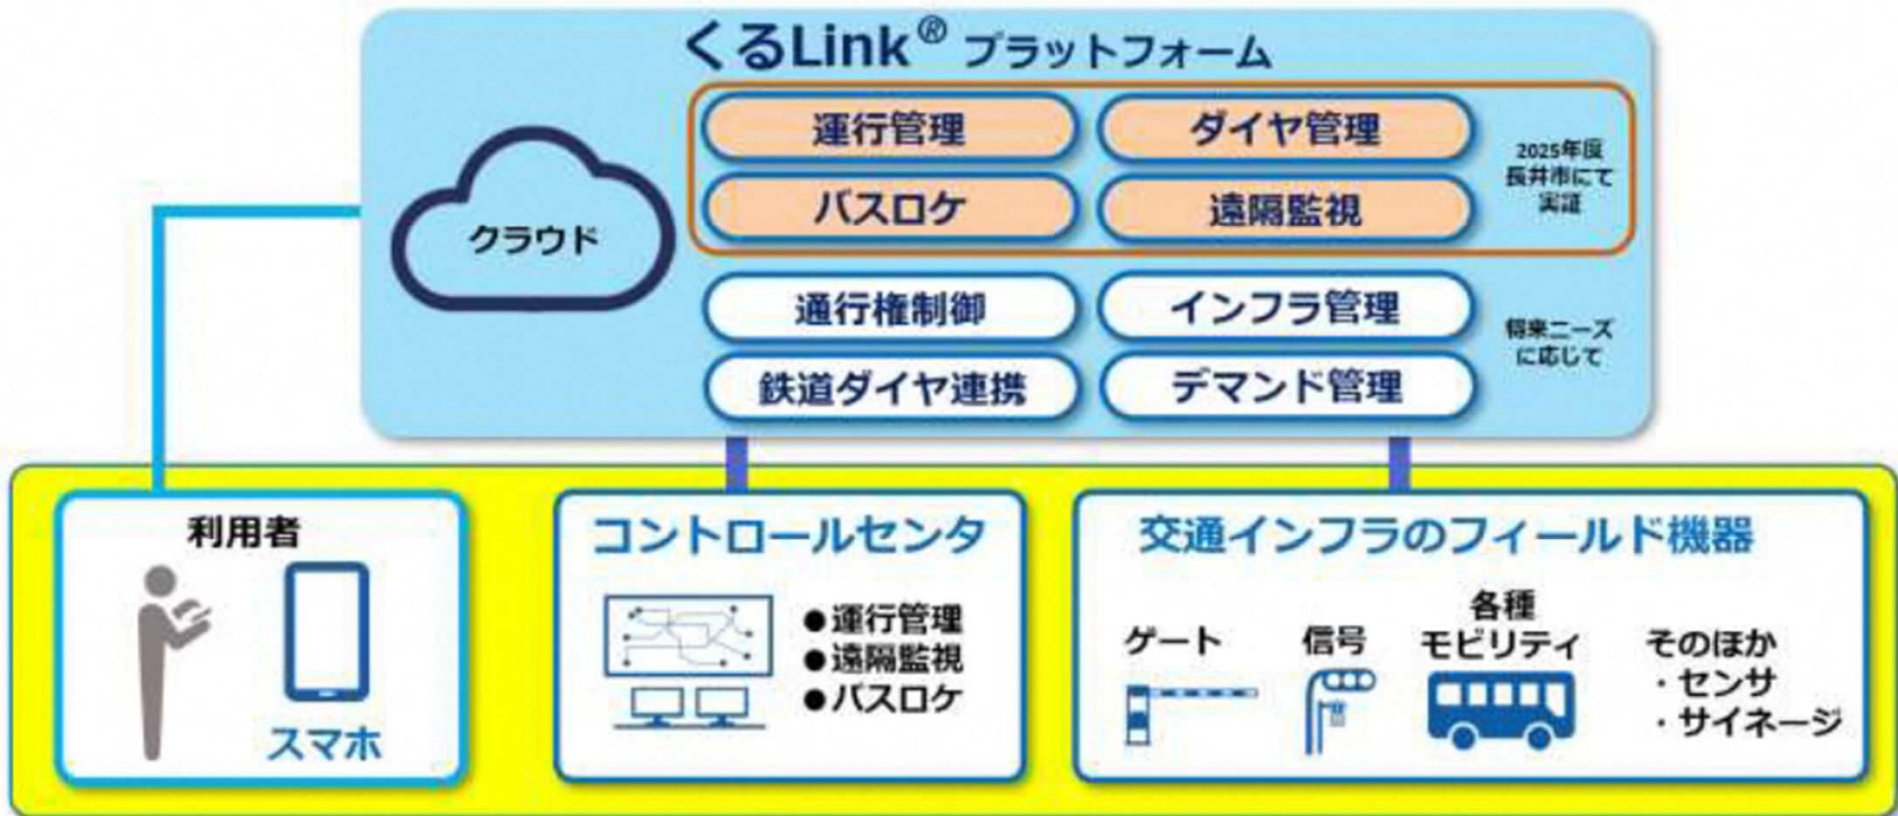 くるLink® プラットフォーム
クラウド
運行管理
ダイヤ管理
バスロケ
遠隔監視
2025年度
長井市にて
実証
通行権制御
インフラ管理
鉄道ダイヤ連携
デマンド管理
将来ニーズ
に応じて
利用者
スマホ
コントロールセンタ
●運行管理
●遠隔監視
●バスロケ
交通インフラのフィールド機器
ゲート
信号
各種
モビリティ
そのほか
・センサ
・サイネージ